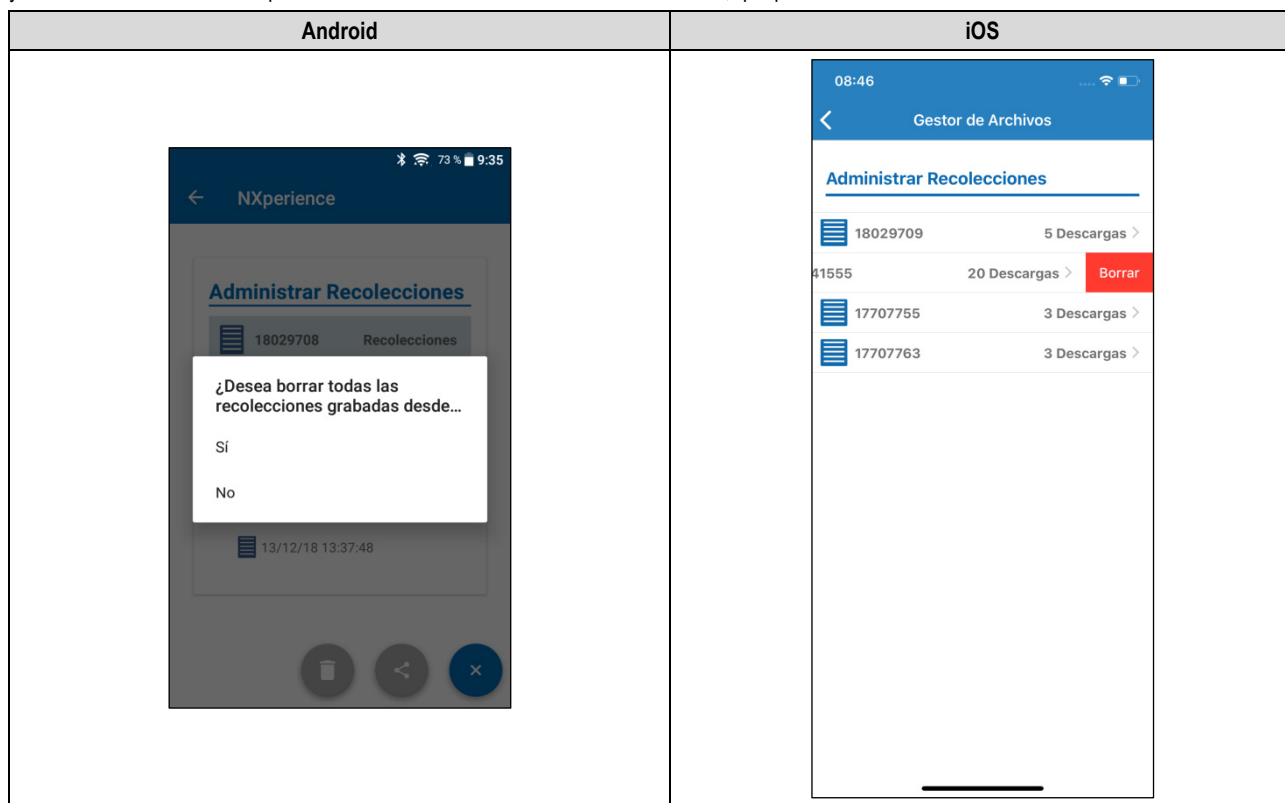 Android
iOS
73 % 9:35
NXperience
Administrar Recolecciones
18029708 Recolecciones
¿Desea borrar todas las
recolecciones grabadas desde...
Sí
No
13/12/18 13:37:48
08:46
Gestor de Archivos
Administrar Recolecciones
18029709 5 Descargas
41555 20 Descargas Borrar
17707755 3 Descargas
17707763 3 Descargas